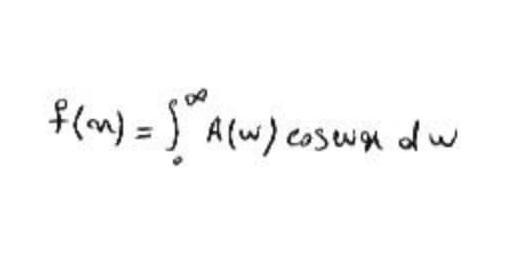 f(x) = ∫₀^∞ A(w) cos wx dw